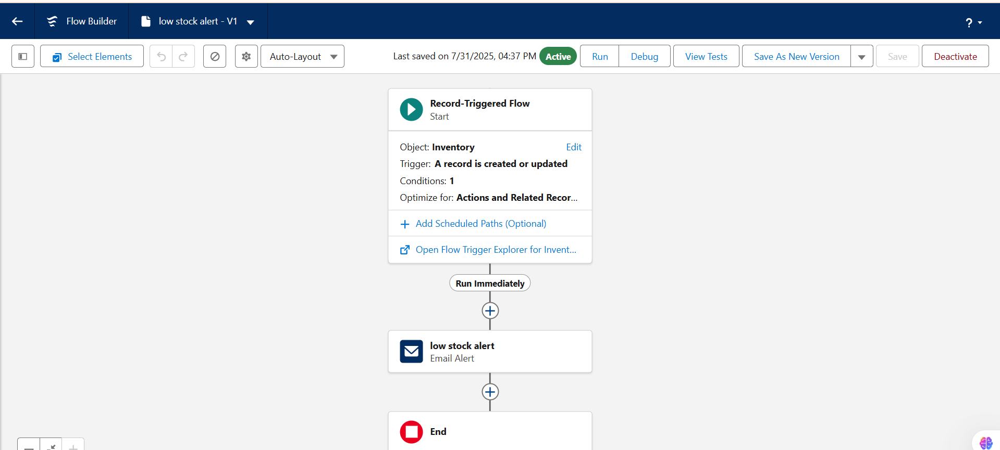 Flow Builder
low stock alert - V1
?
Select Elements
Auto-Layout
Last saved on 7/31/2025, 04:37 PM
Active
Run
Debug
View Tests
Save As New Version
Save
Deactivate
Record-Triggered Flow
Start
Object: Inventory
Edit
Trigger: A record is created or updated
Conditions: 1
Optimize for: Actions and Related Recor...
Add Scheduled Paths (Optional)
Open Flow Trigger Explorer for Invent...
Run Immediately
low stock alert
Email Alert
End